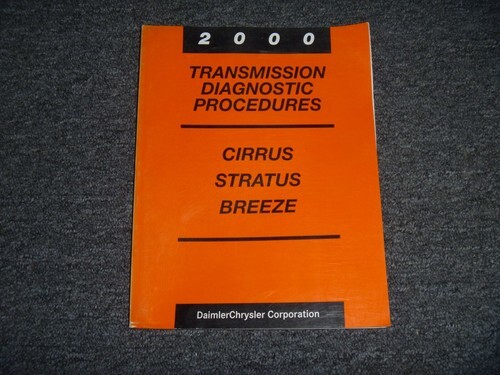 2000
TRANSMISSION
DIAGNOSTIC
PROCEDURES
CIRRUS
STRATUS
BREEZE
DaimlerChrysler Corporation